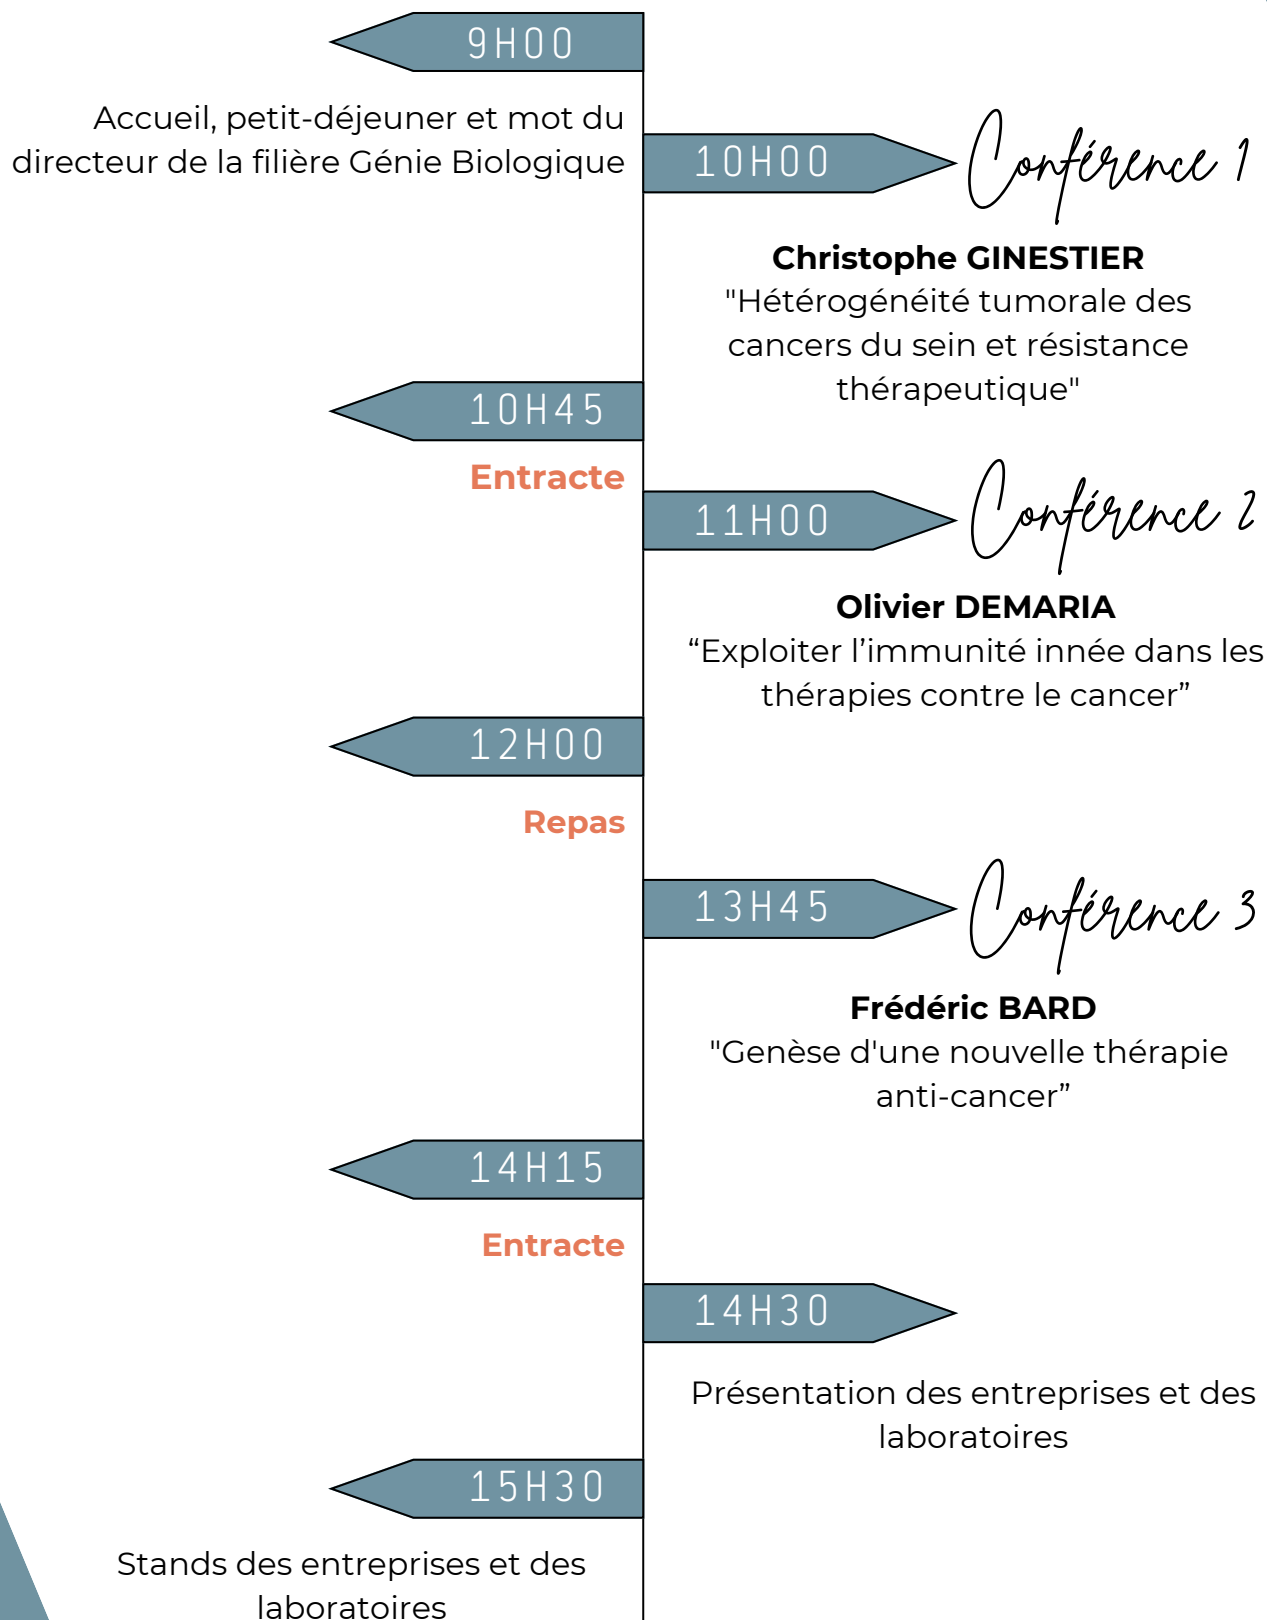 9H00
Accueil, petit-déjeuner et mot du
directeur de la filière Génie Biologique
10H00
Conférence 1
Christophe GINESTIER
"Hétérogénéité tumorale des
cancers du sein et résistance
thérapeutique"
10H45
Entracte
11H00
Conférence 2
Olivier DEMARIA
“Exploiter l’immunité innée dans les
thérapies contre le cancer”
12H00
Repas
13H45
Conférence 3
Frédéric BARD
"Genèse d'une nouvelle thérapie
anti-cancer”
14H15
Entracte
14H30
Présentation des entreprises et des
laboratoires
15H30
Stands des entreprises et des
laboratoires